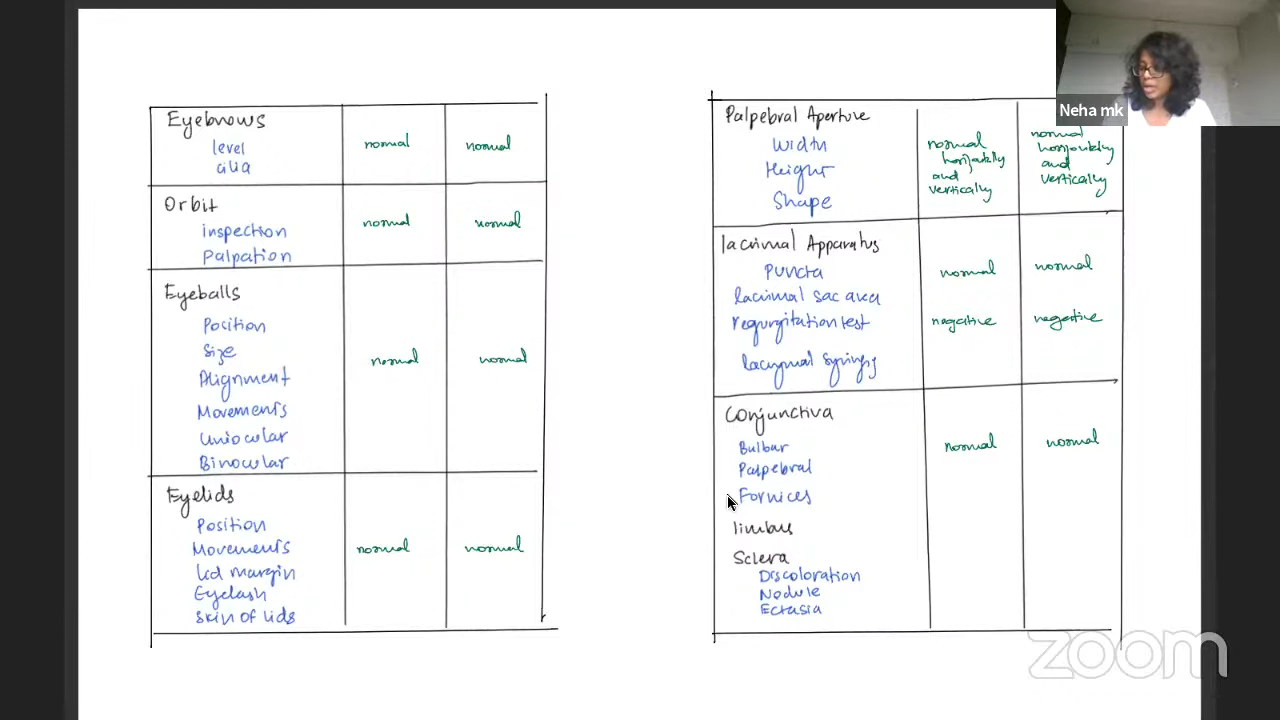 Neha mk
Eyebrows
level
cilia
normal
normal
Orbit
inspection
Palpation
normal
normal
Eyeballs
Position
Size
Alignment
Movements
Uniocular
Binocular
normal
normal
Eyelids
Position
Movements
Lid margin
Eyelash
Skin of lids
normal
normal
Palpebral Aperture
Width
Height
Shape
normal
horizontally
and
vertically
normal
horizontally
and
vertically
lacrimal Apparatus
Puncta
lacrimal sac area
regurgitation test
lacrymal syringing
normal
normal
nagative
negative
Conjunctiva
Bulbar
Palpebral
Fornices
normal
normal
limbus
Sclera
Discoloration
Nodule
Ectasia
zoom